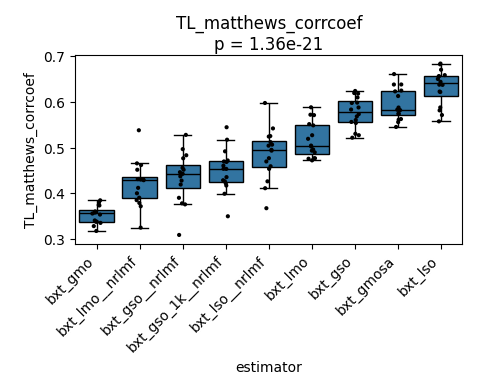 TL_matthews_corrcoef
p = 1.36e-21
TL_matthews_corrcoef
0.7
0.6
0.5
0.4
0.3
bxt_gmo
bxt_lmo__nrlmf
bxt_gso__nrlmf
bxt_gso_1k__nrlmf
bxt_lso__nrlmf
bxt_lmo
bxt_gso
bxt_gmosa
bxt_lso
estimator